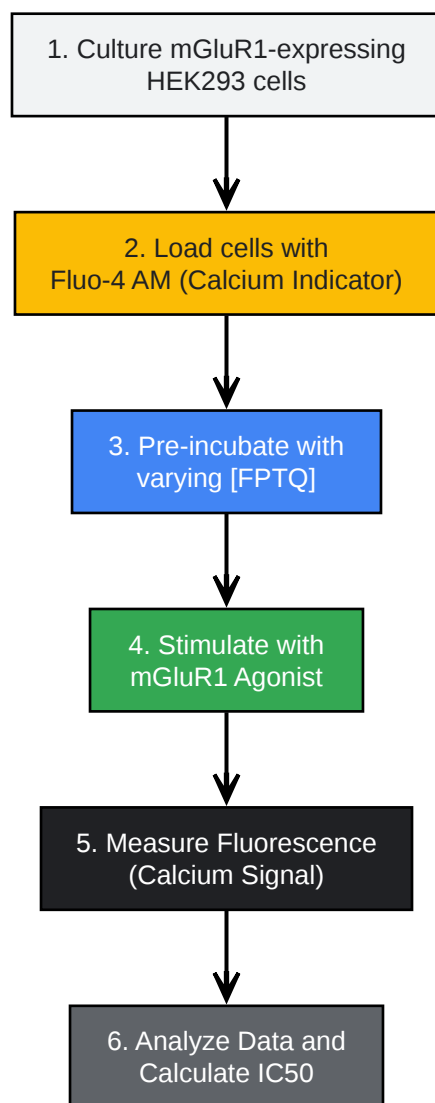 1. Culture mGluR1-expressing
HEK293 cells
2. Load cells with
Fluo-4 AM (Calcium Indicator)
3. Pre-incubate with
varying [FPTQ]
4. Stimulate with
mGluR1 Agonist
5. Measure Fluorescence
(Calcium Signal)
6. Analyze Data and
Calculate IC50